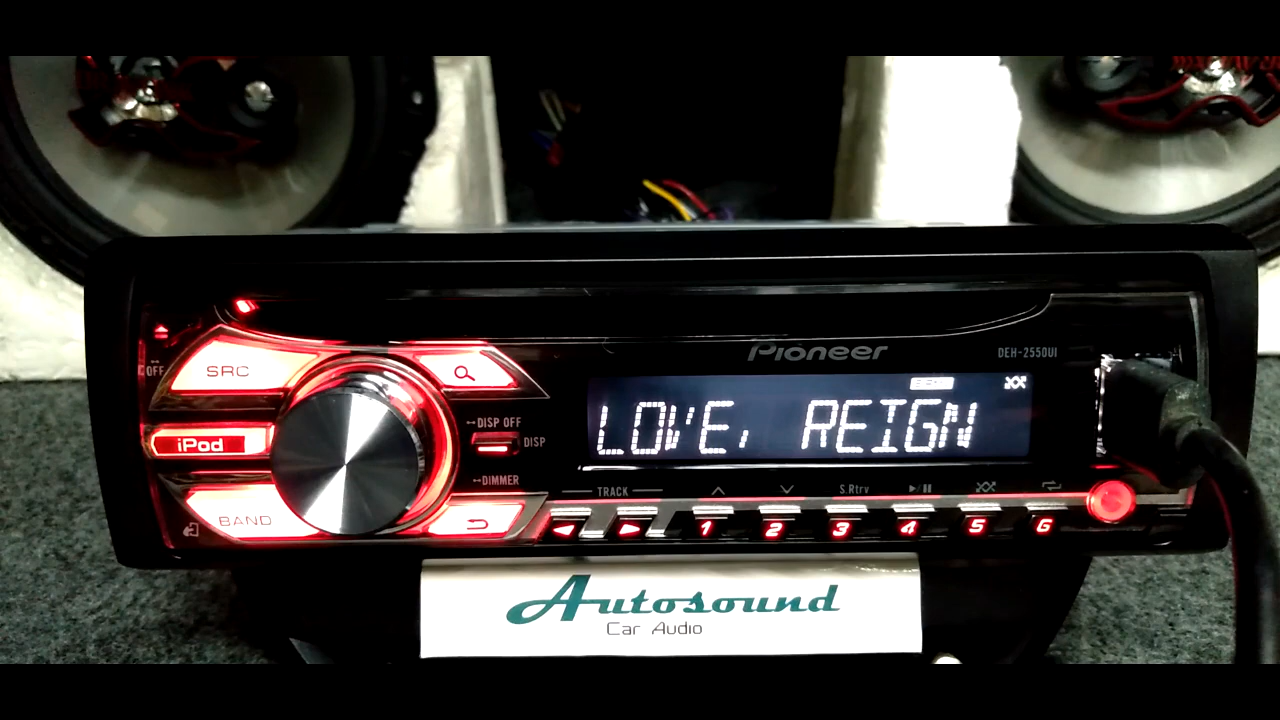 Pioneer
DEH-2550UI
OFF
SRC
DISP OFF
iPod
DISP
LOVE, REIGN
DIMMER
BAND
TRACK
S.Rtrv
1 2 3 4 5 6
Autosound
Car Audio